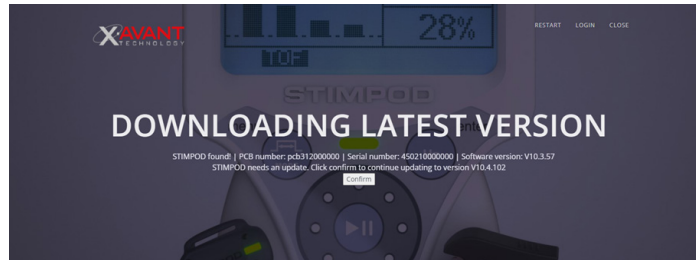 X-AVANT
TECHNOLOGY
RESTART LOGIN CLOSE
28%
TOF
STIMPOD
DOWNLOADING LATEST VERSION
STIMPOD found! | PCB number: pcb312000000 | Serial number: 450210000000 | Software version: V10.3.57
STIMPOD needs an update. Click confirm to continue updating to version V10.4.102
Confirm